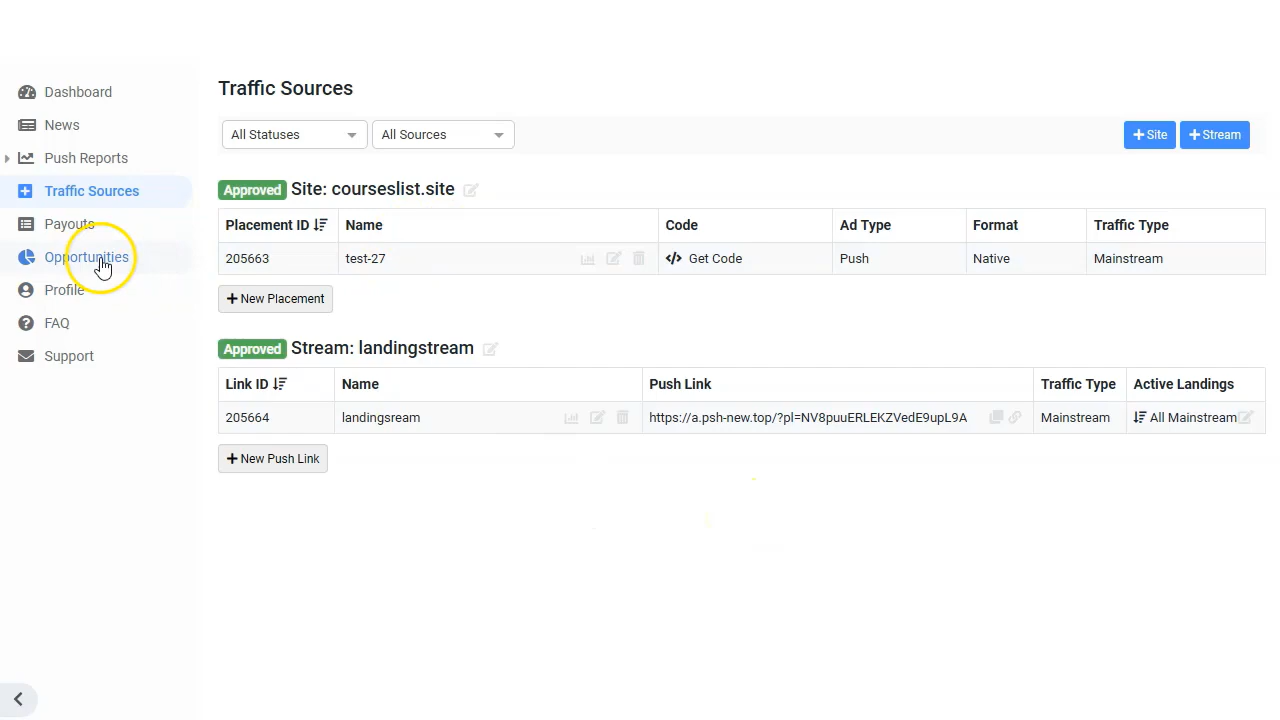 Dashboard
News
Push Reports
Traffic Sources
Payouts
Opportunities
Profile
FAQ
Support
Traffic Sources
All Statuses All Sources + Site + Stream
Approved Site: courseslist.site
Placement ID Name Code Ad Type Format Traffic Type
205663 test-27 </> Get Code Push Native Mainstream
+ New Placement
Approved Stream: landingstream
Link ID Name Push Link Traffic Type Active Landings
205664 landingsream https://a.psh-new.top/?pl=NV8puuERLEKZVedE9upL9A Mainstream All Mainstream
+ New Push Link